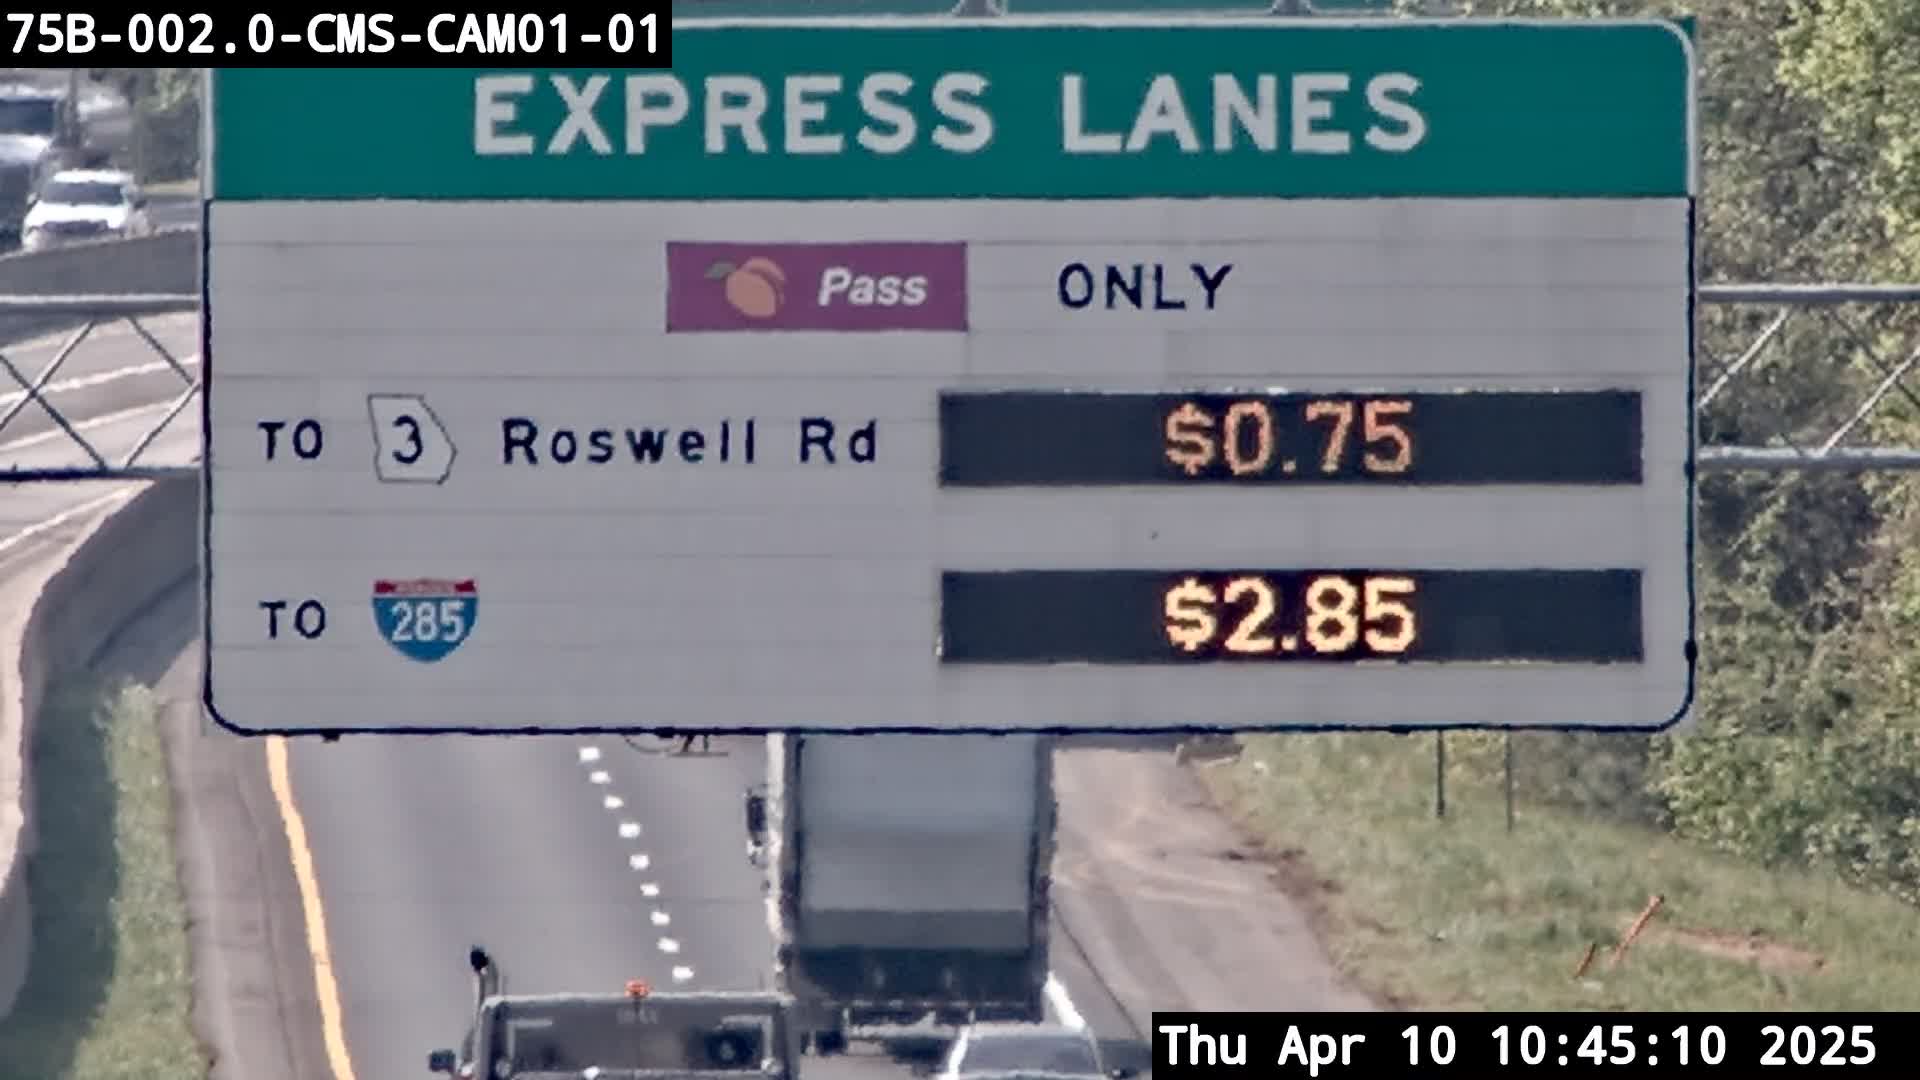 75B-002.0-CMS-CAM01-01
EXPRESS LANES
Pass ONLY
TO 3 Roswell Rd $0.75
TO 285 $2.85
Thu Apr 10 10:45:10 2025